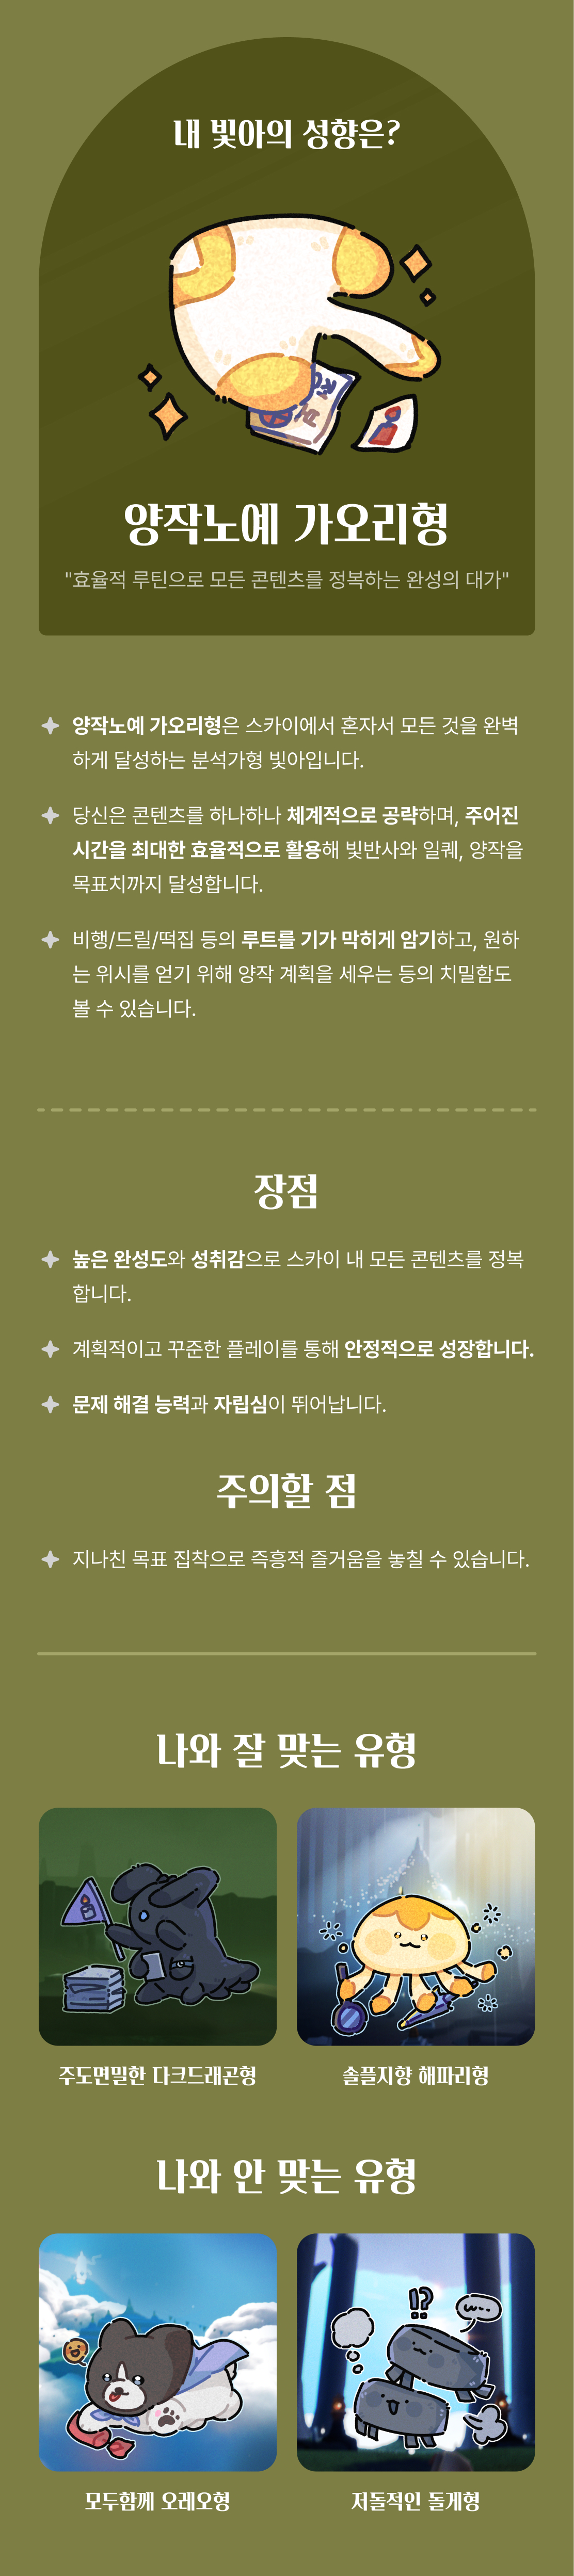 내 빛아의 성향은?
양작노예 가오리형
"효율적 루틴으로 모든 콘텐츠를 정복하는 완성의 대가"
양작노예 가오리형은 스카이에서 혼자서 모든 것을 완벽
하게 달성하는 분석가형 빛아입니다.
당신은 콘텐츠를 하나하나 체계적으로 공략하며, 주어진
시간을 최대한 효율적으로 활용해 빛반사와 일퀘, 양작을
목표치까지 달성합니다.
비행/드릴/떡집 등의 루트를 기가 막히게 암기하고, 원하
는 위시를 얻기 위해 양작 계획을 세우는 등의 치밀함도
볼 수 있습니다.
장점
높은 완성도와 성취감으로 스카이 내 모든 콘텐츠를 정복
합니다.
계획적이고 꾸준한 플레이를 통해 안정적으로 성장합니다.
문제 해결 능력과 자립심이 뛰어납니다.
주의할 점
지나친 목표 집착으로 즉흥적 즐거움을 놓칠 수 있습니다.
나와 잘 맞는 유형
주도면밀한 다크드래곤형
솔플지향 해파리형
나와 안 맞는 유형
!?
모두함께 오레오형
저돌적인 돌게형